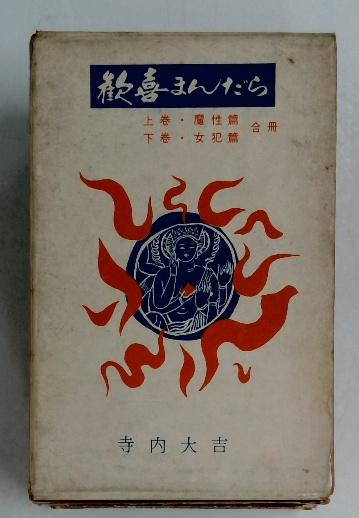 歓喜まんだら
上巻・魔性篇
下巻・女犯篇
合冊
寺内大吉